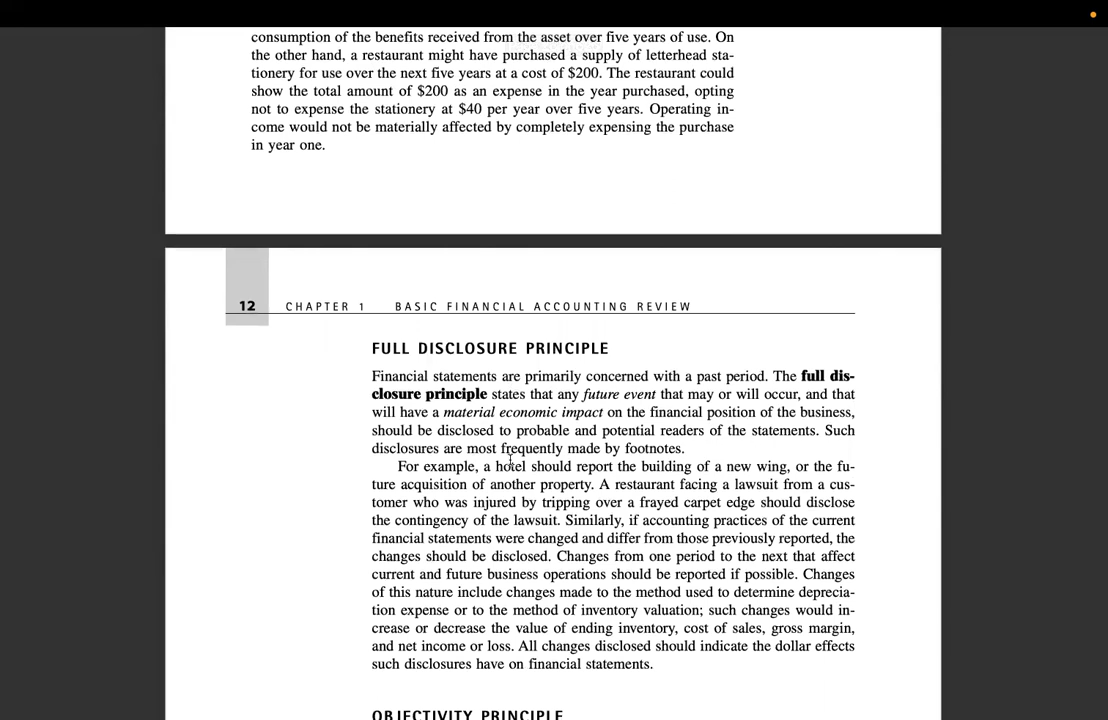 consumption of the benefits received from the asset over five years of use. On
the other hand, a restaurant might have purchased a supply of letterhead sta-
tionery for use over the next five years at a cost of $200. The restaurant could
show the total amount of $200 as an expense in the year purchased, opting
not to expense the stationery at $40 per year over five years. Operating in-
come would not be materially affected by completely expensing the purchase
in year one.
12 CHAPTER 1 BASIC FINANCIAL ACCOUNTING REVIEW
FULL DISCLOSURE PRINCIPLE
Financial statements are primarily concerned with a past period. The full dis-
closure principle states that any future event that may or will occur, and that
will have a material economic impact on the financial position of the business,
should be disclosed to probable and potential readers of the statements. Such
disclosures are most frequently made by footnotes.
For example, a hotel should report the building of a new wing, or the fu-
ture acquisition of another property. A restaurant facing a lawsuit from a cus-
tomer who was injured by tripping over a frayed carpet edge should disclose
the contingency of the lawsuit. Similarly, if accounting practices of the current
financial statements were changed and differ from those previously reported, the
changes should be disclosed. Changes from one period to the next that affect
current and future business operations should be reported if possible. Changes
of this nature include changes made to the method used to determine deprecia-
tion expense or to the method of inventory valuation; such changes would in-
crease or decrease the value of ending inventory, cost of sales, gross margin,
and net income or loss. All changes disclosed should indicate the dollar effects
such disclosures have on financial statements.
OBJECTIVITY PRINCIPLE